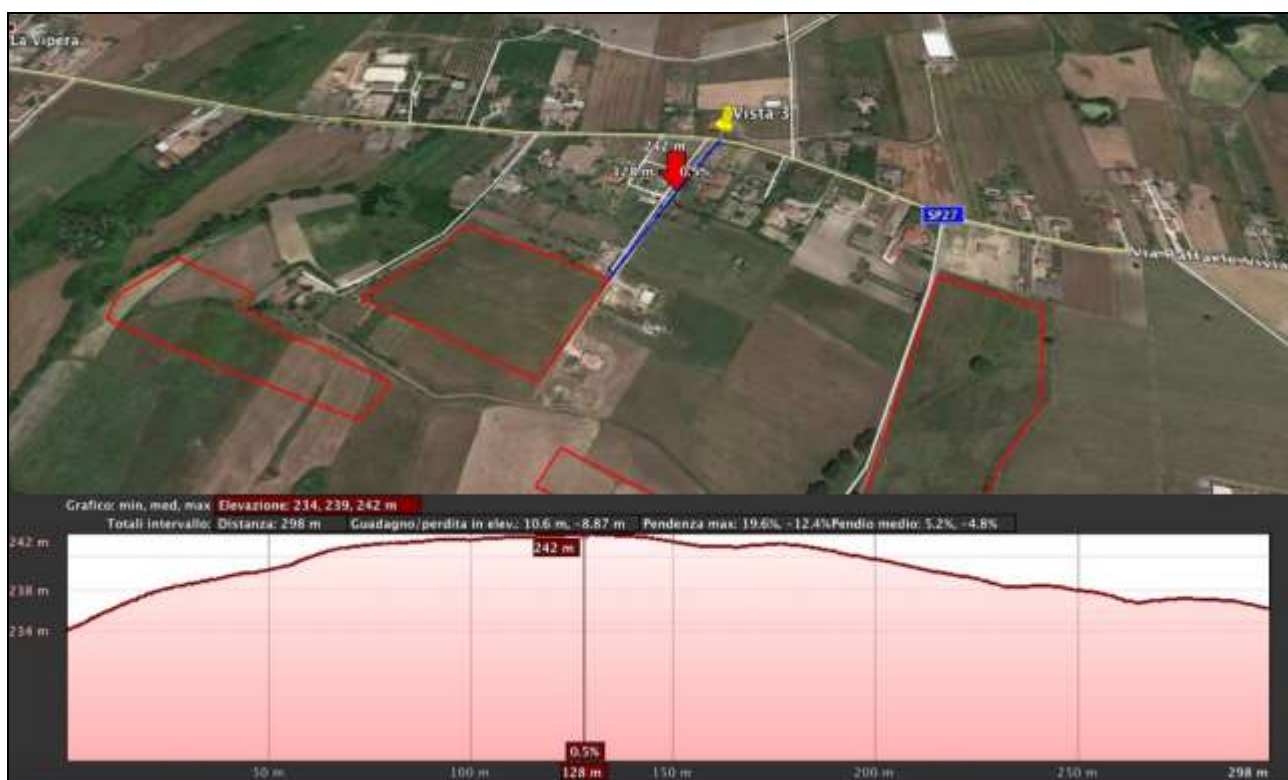 La Vipera
Vista 3
242 m
128 m 0,5%
SP27
Via Raffaele
Grafico: min, med, max Elevazione: 234, 239, 242 m
Totali intervallo: Distanza: 298 m Guadagno/perdita in elev.: 10.6 m, -8.87 m Pendenza max: 19.6%, -12.4% Pendio medio: 5.2%, -4.8%
242 m
242 m
238 m
234 m
0.5%
50 m 100 m 128 m 150 m 200 m 250 m 298 m